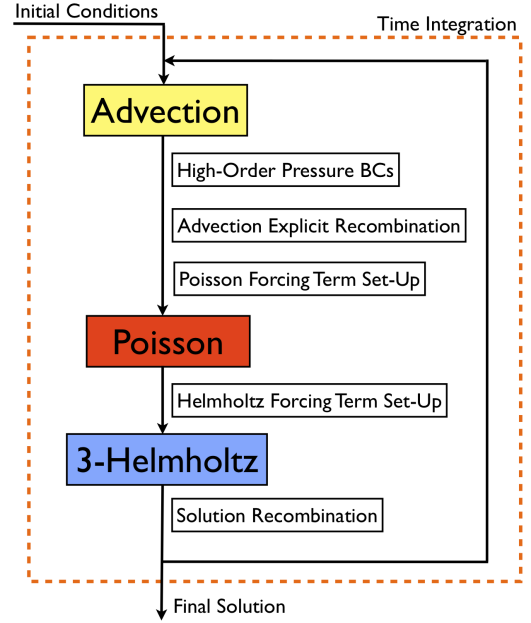 Initial Conditions
Time Integration
Advection
High-Order Pressure BCs
Advection Explicit Recombination
Poisson Forcing Term Set-Up
Poisson
Helmholtz Forcing Term Set-Up
3-Helmholtz
Solution Recombination
Final Solution